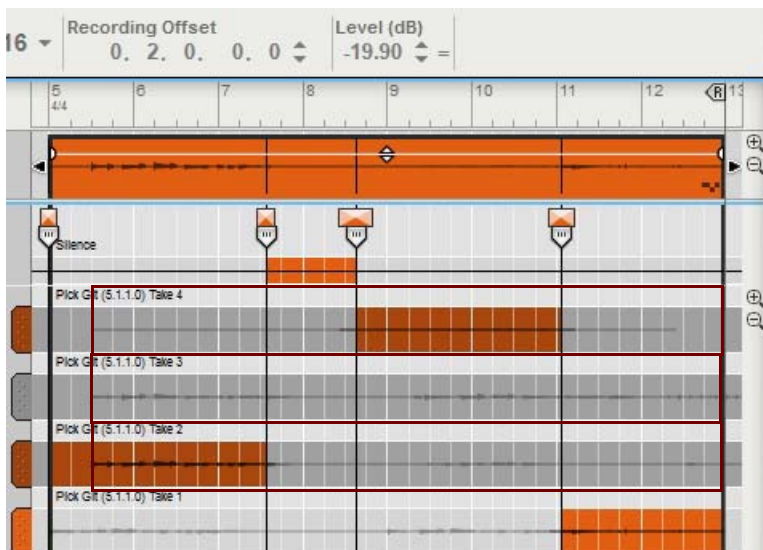 16 Recording Offset Level (dB)
0. 2. 0. 0. 0 -19.90 =
5 6 7 8 9 10 11 12 R 13
4/4
Silence
Pick Git (5.1.1.0) Take 4
Pick Git (5.1.1.0) Take 3
Pick Git (5.1.1.0) Take 2
Pick Git (5.1.1.0) Take 1